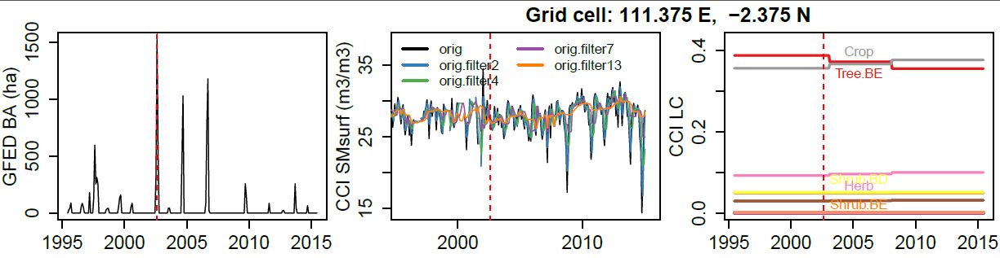 Grid cell: 111.375 E, −2.375 N
GFED BA (ha)
0 500 1000 1500
1995 2000 2005 2010 2015
CCI SMsurf (m3/m3)
15 25 35
orig
orig.filter2
orig.filter4
orig.filter7
orig.filter13
2000 2010
CCI LC
0.0 0.2 0.4
Crop
Tree.BE
Shrub.BD
Herb
Shrub.BE
1995 2000 2005 2010 2015